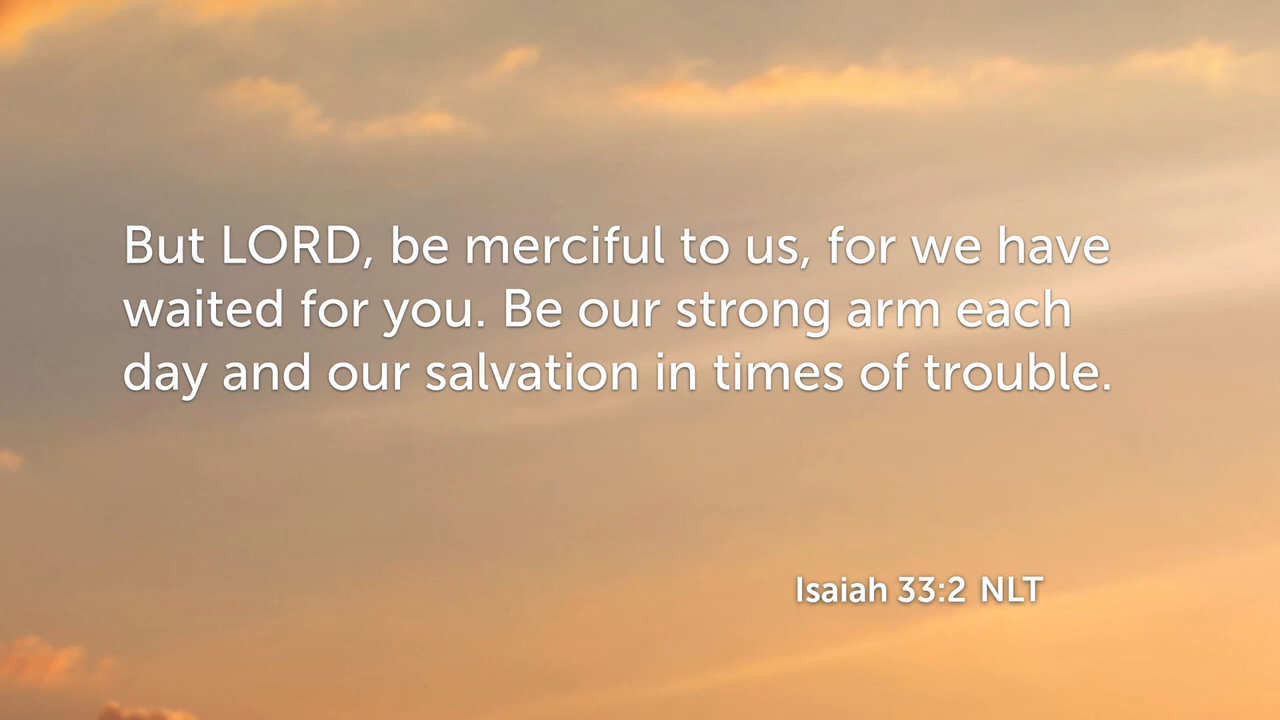 But LORD, be merciful to us, for we have
waited for you. Be our strong arm each
day and our salvation in times of trouble.
Isaiah 33:2 NLT